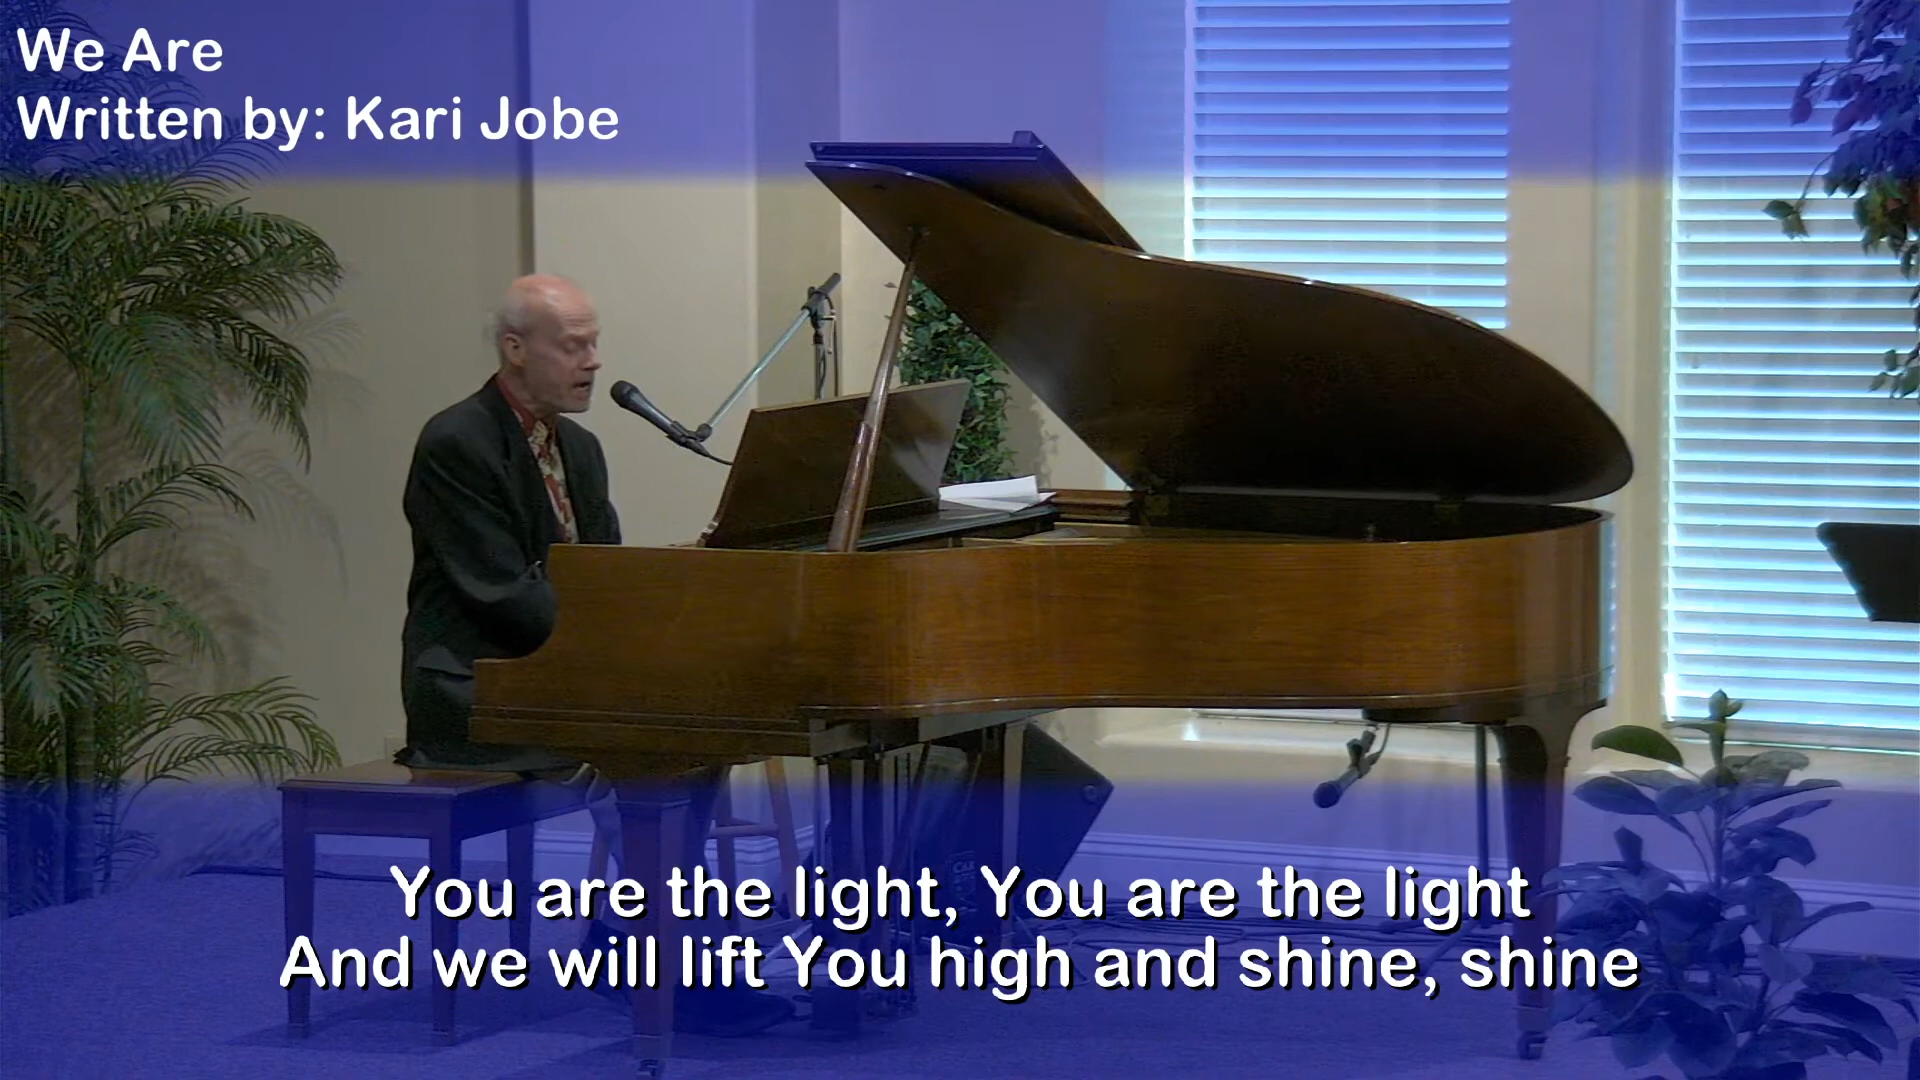 We Are
Written by: Kari Jobe
You are the light, You are the light
And we will lift You high and shine, shine